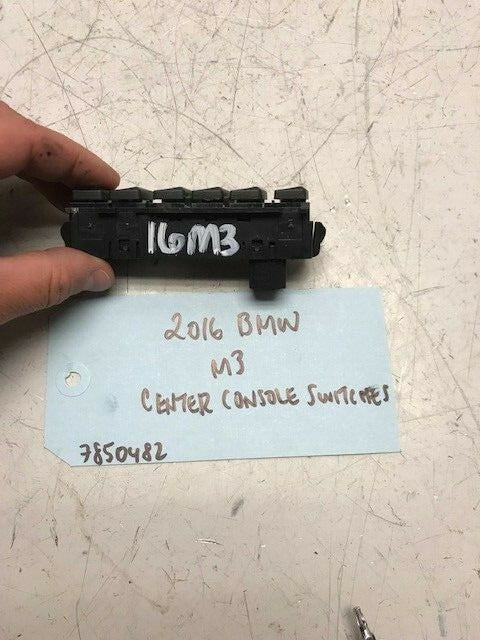 16M3
2016 BMW
M3
CENTER CONSOLE SWITCHES
7850482